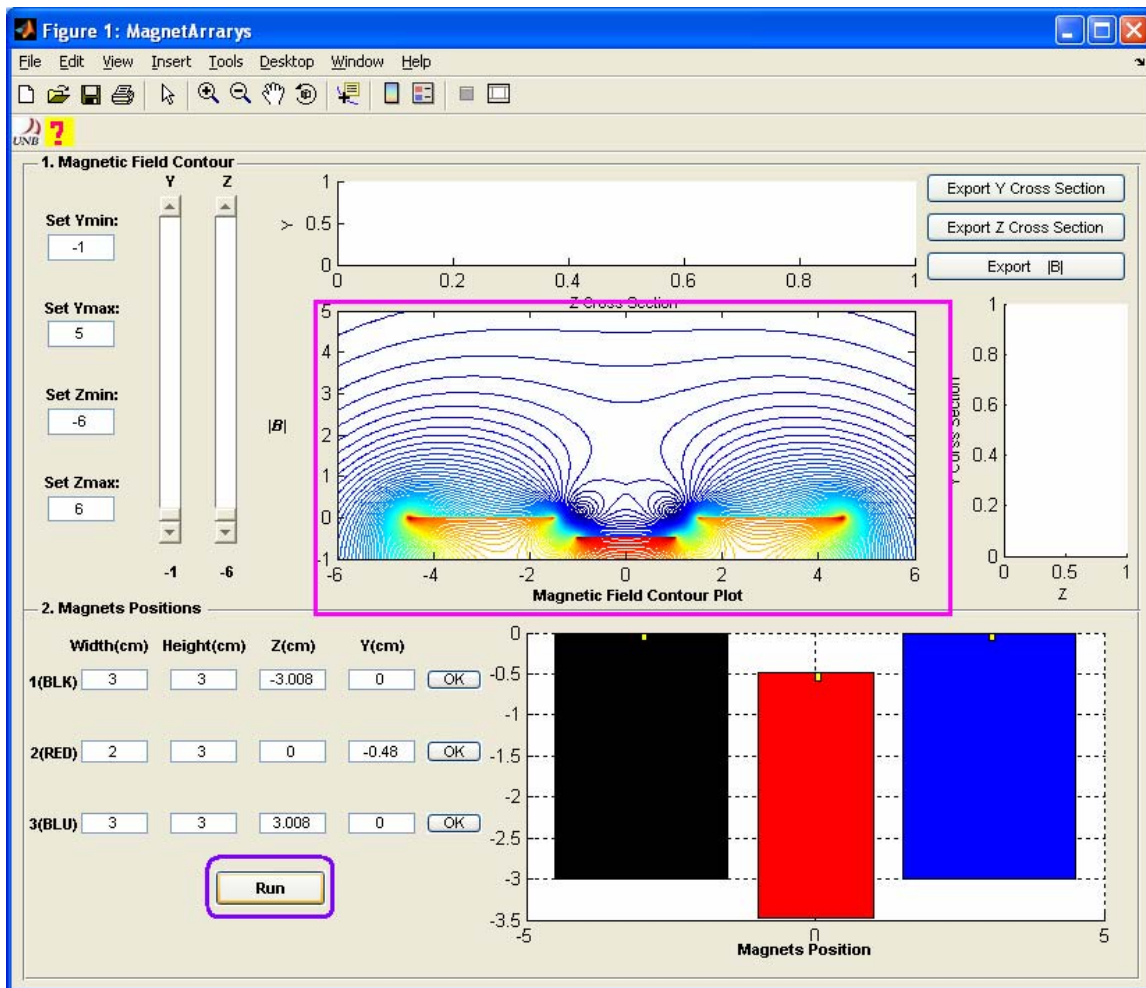 Figure 1: MagnetArrarys
File Edit View Insert Tools Desktop Window Help
UNB ?
1. Magnetic Field Contour
Y Z
Set Ymin:
-1
Set Ymax:
5
Set Zmin:
-6
Set Zmax:
6
-1 -6
Y
1
0.5
0
0 0.2 0.4 0.6 0.8 1
Z Cross Section
Export Y Cross Section
Export Z Cross Section
Export |B|
|B|
5
4
3
2
1
0
-1
-6 -4 -2 0 2 4 6
Magnetic Field Contour Plot
Y Corss Section
1
0.8
0.6
0.4
0.2
0
0 0.5 1
Z
2. Magnets Positions
Width(cm) Height(cm) Z(cm) Y(cm)
1(BLK) 3 3 -3.008 0 OK
2(RED) 2 3 0 -0.48 OK
3(BLU) 3 3 3.008 0 OK
Run
0
-0.5
-1
-1.5
-2
-2.5
-3
-3.5
-5 0 5
Magnets Position